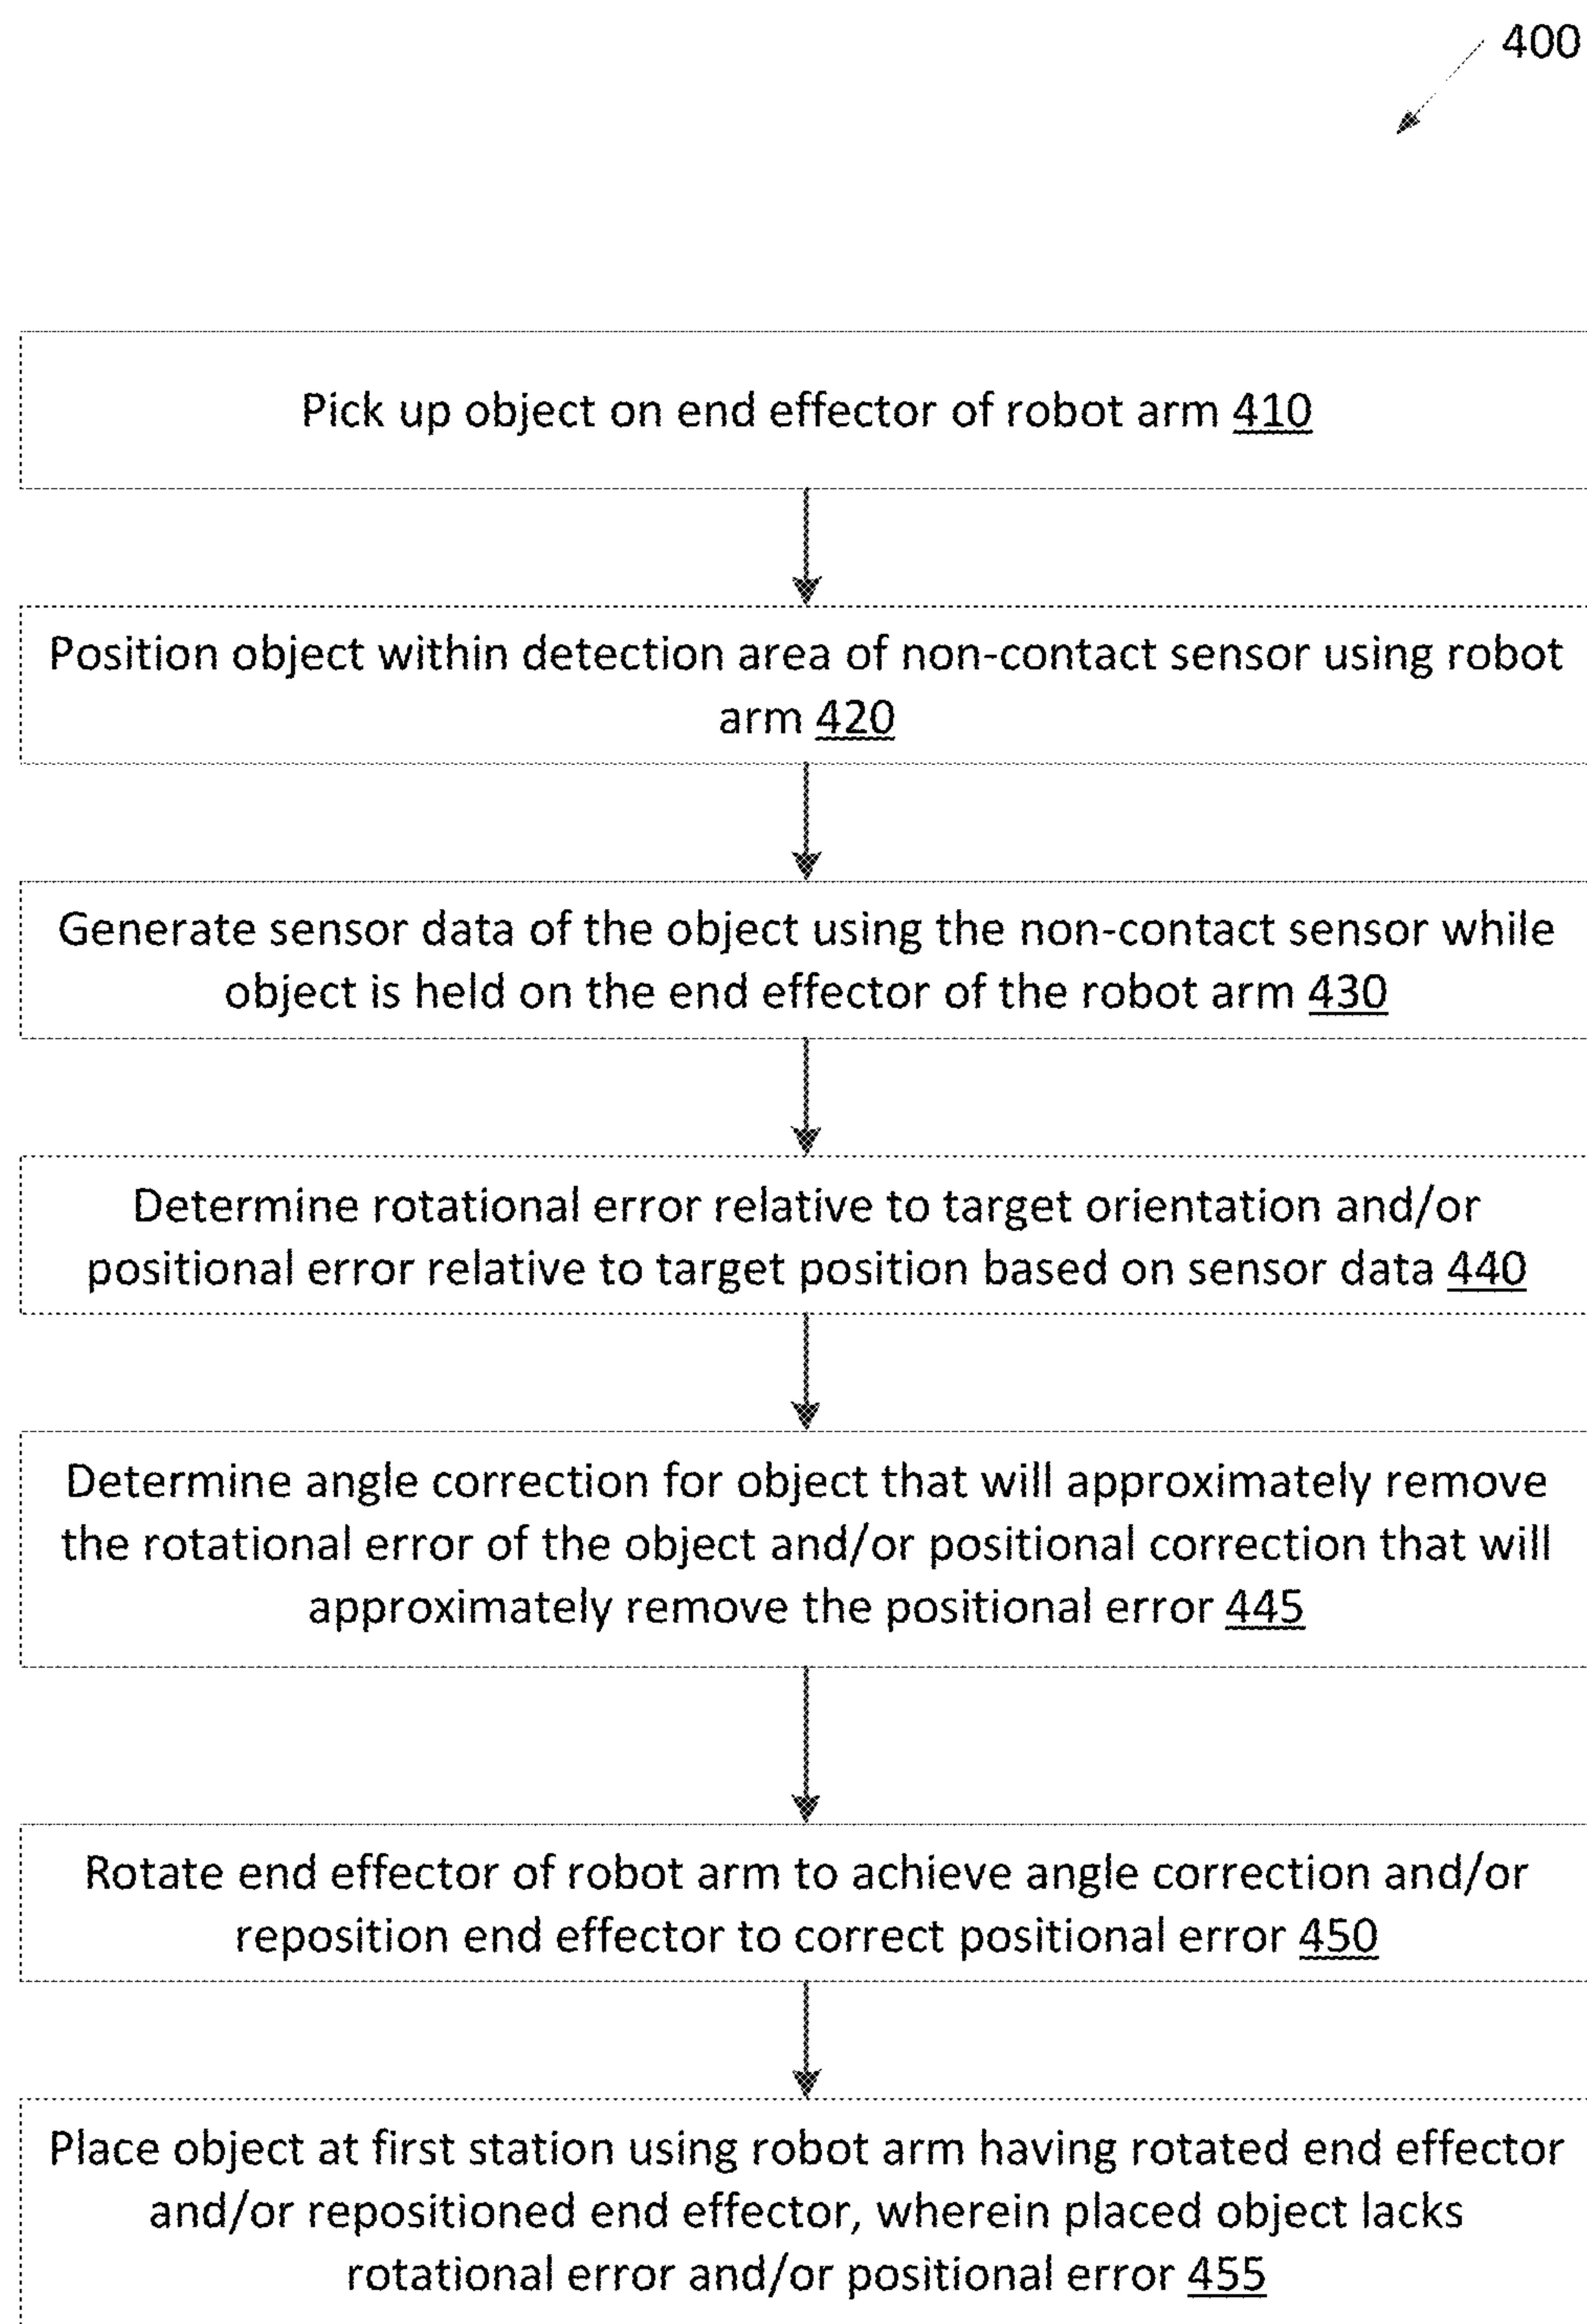 400
Pick up object on end effector of robot arm 410
Position object within detection area of non-contact sensor using robot
arm 420
Generate sensor data of the object using the non-contact sensor while
object is held on the end effector of the robot arm 430
Determine rotational error relative to target orientation and/or
positional error relative to target position based on sensor data 440
Determine angle correction for object that will approximately remove
the rotational error of the object and/or positional correction that will
approximately remove the positional error 445
Rotate end effector of robot arm to achieve angle correction and/or
reposition end effector to correct positional error 450
Place object at first station using robot arm having rotated end effector
and/or repositioned end effector, wherein placed object lacks
rotational error and/or positional error 455